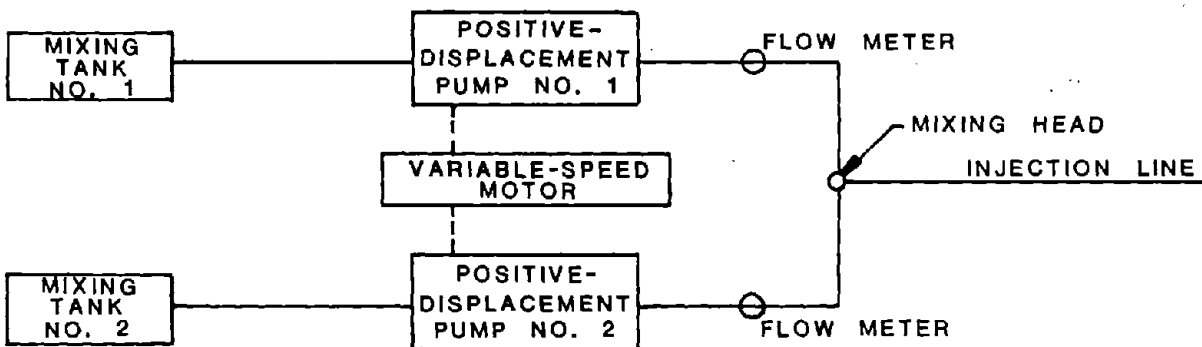 MIXING
TANK
NO. 1
POSITIVE-
DISPLACEMENT
PUMP NO. 1
FLOW METER
MIXING HEAD
VARIABLE-SPEED
MOTOR
INJECTION LINE
MIXING
TANK
NO. 2
POSITIVE-
DISPLACEMENT
PUMP NO. 2
FLOW METER